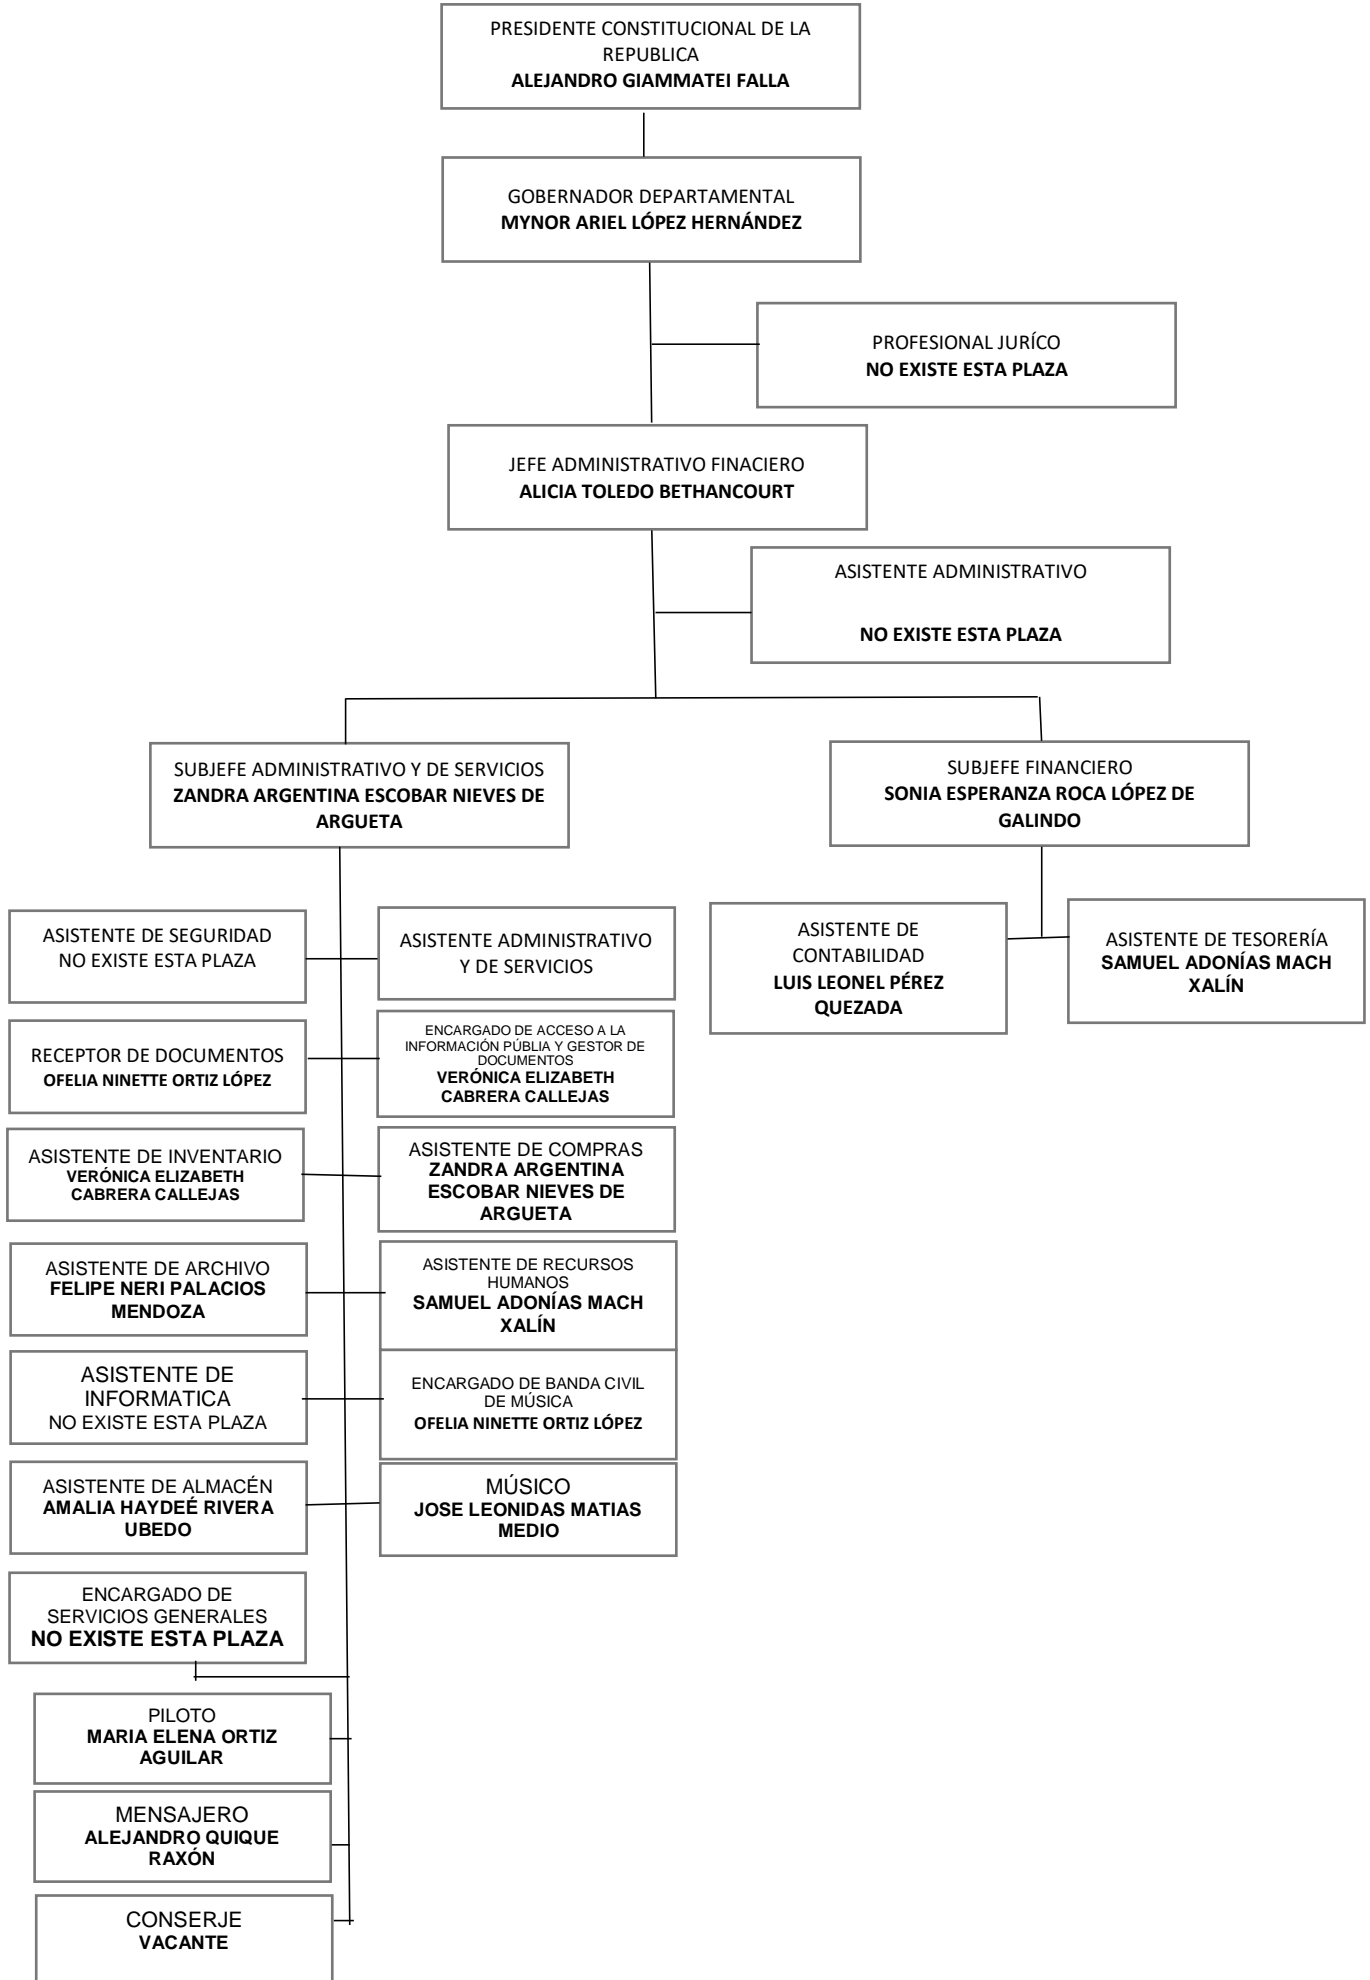 PRESIDENTE CONSTITUCIONAL DE LA
REPUBLICA
ALEJANDRO GIAMMATEI FALLA
GOBERNADOR DEPARTAMENTAL
MYNOR ARIEL LÓPEZ HERNÁNDEZ
PROFESIONAL JURÍCO
NO EXISTE ESTA PLAZA
JEFE ADMINISTRATIVO FINACIERO
ALICIA TOLEDO BETHANCOURT
ASISTENTE ADMINISTRATIVO
NO EXISTE ESTA PLAZA
SUBJEFE ADMINISTRATIVO Y DE SERVICIOS
ZANDRA ARGENTINA ESCOBAR NIEVES DE
ARGUETA
SUBJEFE FINANCIERO
SONIA ESPERANZA ROCA LÓPEZ DE
GALINDO
ASISTENTE DE SEGURIDAD
NO EXISTE ESTA PLAZA
ASISTENTE ADMINISTRATIVO
Y DE SERVICIOS
ASISTENTE DE
CONTABILIDAD
LUIS LEONEL PÉREZ
QUEZADA
ASISTENTE DE TESORERÍA
SAMUEL ADONÍAS MACH
XALÍN
RECEPTOR DE DOCUMENTOS
OFELIA NINETTE ORTIZ LÓPEZ
ENCARGADO DE ACCESO A LA
INFORMACIÓN PÚBLIA Y GESTOR DE
DOCUMENTOS
VERÓNICA ELIZABETH
CABRERA CALLEJAS
ASISTENTE DE INVENTARIO
VERÓNICA ELIZABETH
CABRERA CALLEJAS
ASISTENTE DE COMPRAS
ZANDRA ARGENTINA
ESCOBAR NIEVES DE
ARGUETA
ASISTENTE DE ARCHIVO
FELIPE NERI PALACIOS
MENDOZA
ASISTENTE DE RECURSOS
HUMANOS
SAMUEL ADONÍAS MACH
XALÍN
ASISTENTE DE
INFORMATICA
NO EXISTE ESTA PLAZA
ENCARGADO DE BANDA CIVIL
DE MÚSICA
OFELIA NINETTE ORTIZ LÓPEZ
ASISTENTE DE ALMACÉN
AMALIA HAYDEÉ RIVERA
UBEDO
MÚSICO
JOSE LEONIDAS MATIAS
MEDIO
ENCARGADO DE
SERVICIOS GENERALES
NO EXISTE ESTA PLAZA
PILOTO
MARIA ELENA ORTIZ
AGUILAR
MENSAJERO
ALEJANDRO QUIQUE
RAXÓN
CONSERJE
VACANTE